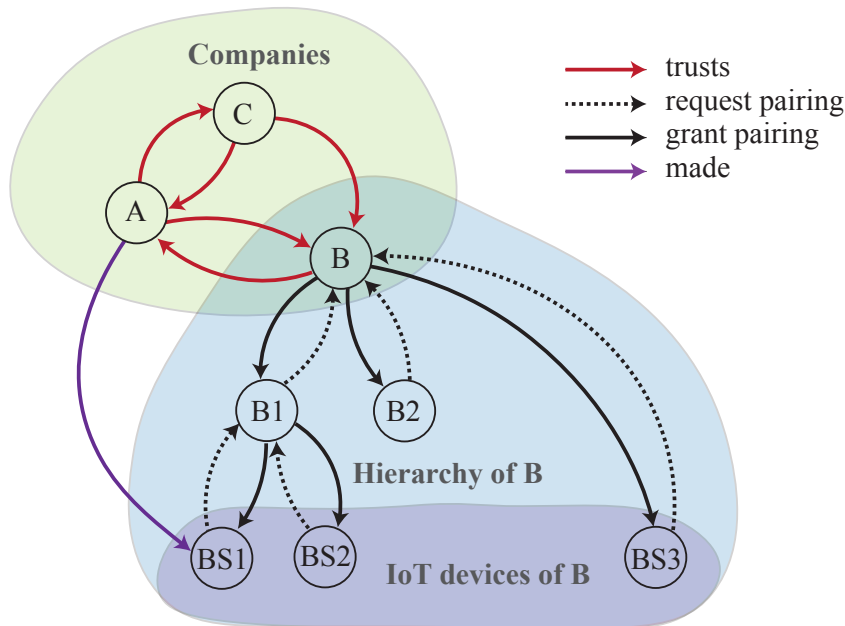 Companies
trusts
request pairing
grant pairing
made
C
A
B
B1
B2
Hierarchy of B
BS1
BS2
BS3
IoT devices of B